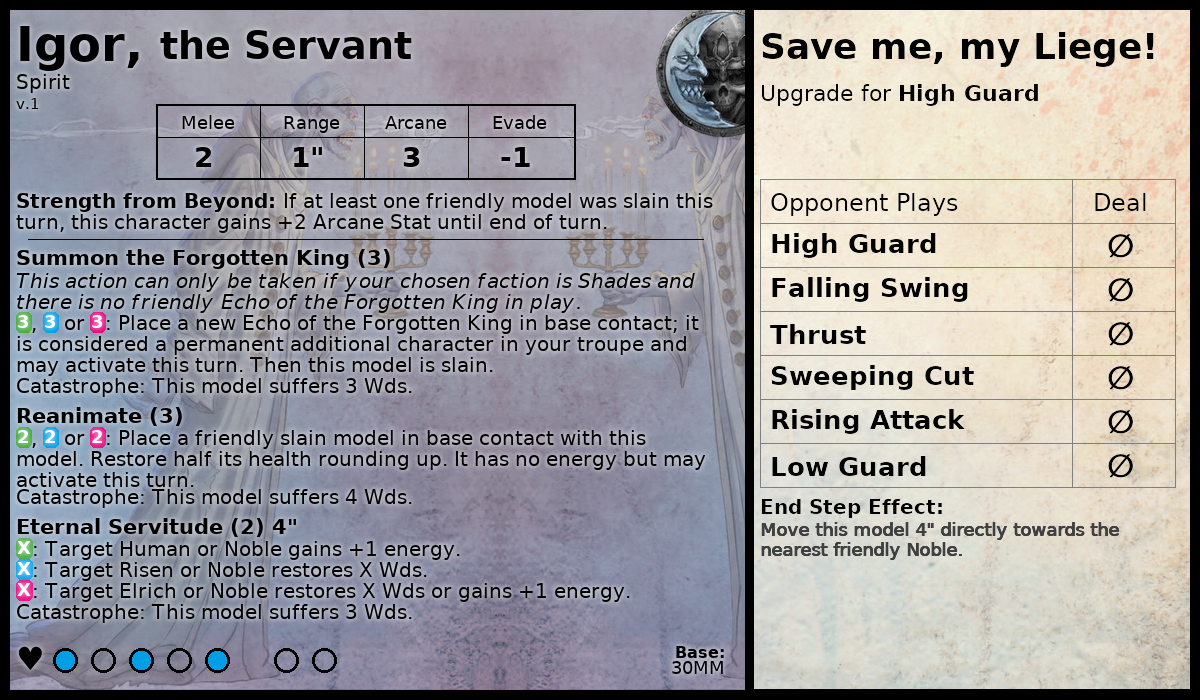 Igor, the Servant
Spirit
v.1
Melee Range Arcane Evade
2 1" 3 -1
Strength from Beyond: If at least one friendly model was slain this
turn, this character gains +2 Arcane Stat until end of turn.
Summon the Forgotten King (3)
This action can only be taken if your chosen faction is Shades and
there is no friendly Echo of the Forgotten King in play.
3, 3 or 3: Place a new Echo of the Forgotten King in base contact; it
is considered a permanent additional character in your troupe and
may activate this turn. Then this model is slain.
Catastrophe: This model suffers 3 Wds.
Reanimate (3)
2, 2 or 2: Place a friendly slain model in base contact with this
model. Restore half its health rounding up. It has no energy but may
activate this turn.
Catastrophe: This model suffers 4 Wds.
Eternal Servitude (2) 4"
X: Target Human or Noble gains +1 energy.
X: Target Risen or Noble restores X Wds.
X: Target Elrich or Noble restores X Wds or gains +1 energy.
Catastrophe: This model suffers 3 Wds.
Base:
30MM
Save me, my Liege!
Upgrade for High Guard
Opponent Plays Deal
High Guard ∅
Falling Swing ∅
Thrust ∅
Sweeping Cut ∅
Rising Attack ∅
Low Guard ∅
End Step Effect:
Move this model 4" directly towards the
nearest friendly Noble.